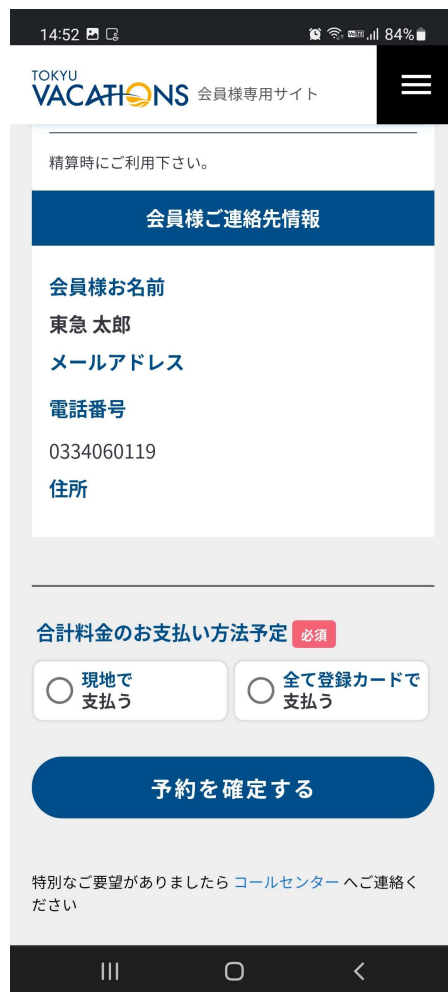 14:52
84%
TOKYU
VACATIONS 会員様専用サイト
精算時にご利用下さい。
会員様ご連絡先情報
会員様お名前
東急 太郎
メールアドレス
電話番号
0334060119
住所
合計料金のお支払い方法予定 必須
現地で
支払う
全て登録カードで
支払う
予約を確定する
特別なご要望がありましたら コールセンター へご連絡く
ださい